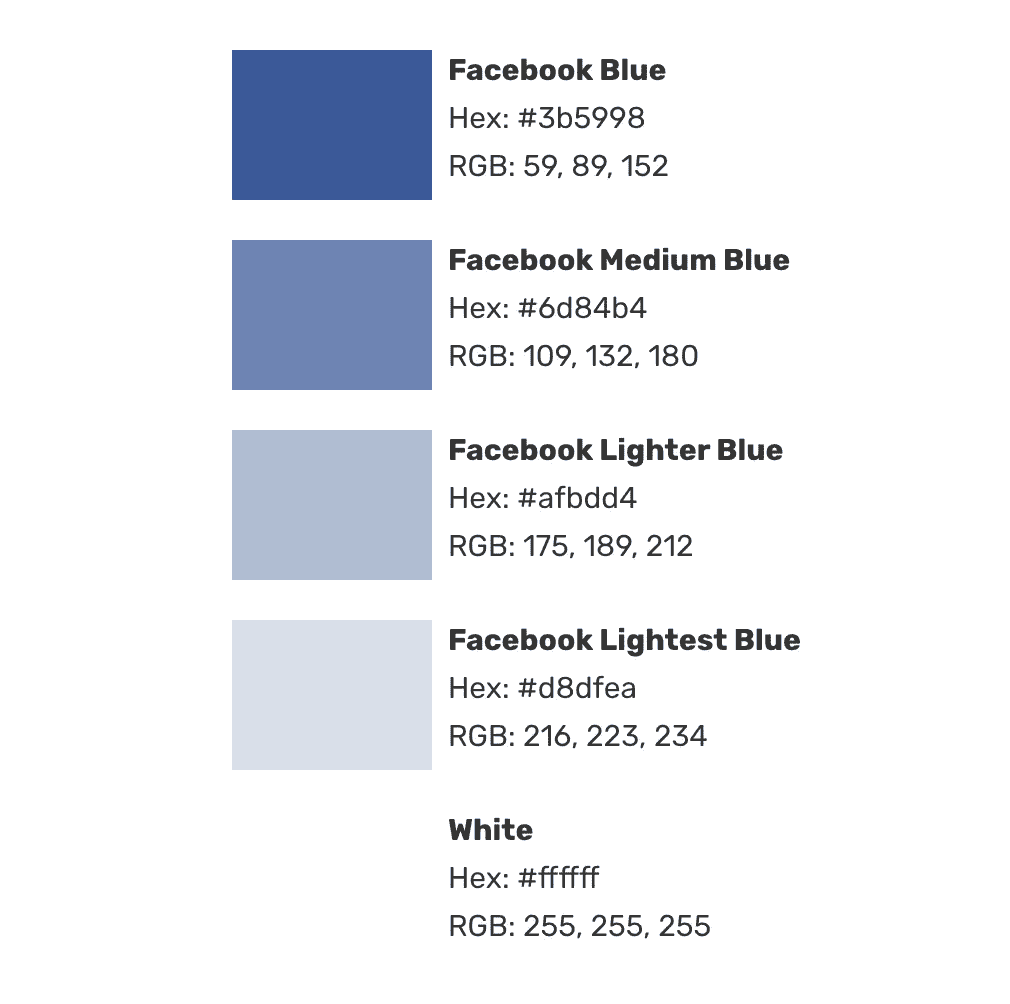 Facebook Blue
Hex: #3b5998
RGB: 59, 89, 152
Facebook Medium Blue
Hex: #6d84b4
RGB: 109, 132, 180
Facebook Lighter Blue
Hex: #afbdd4
RGB: 175, 189, 212
Facebook Lightest Blue
Hex: #d8dfea
RGB: 216, 223, 234
White
Hex: #ffffff
RGB: 255, 255, 255